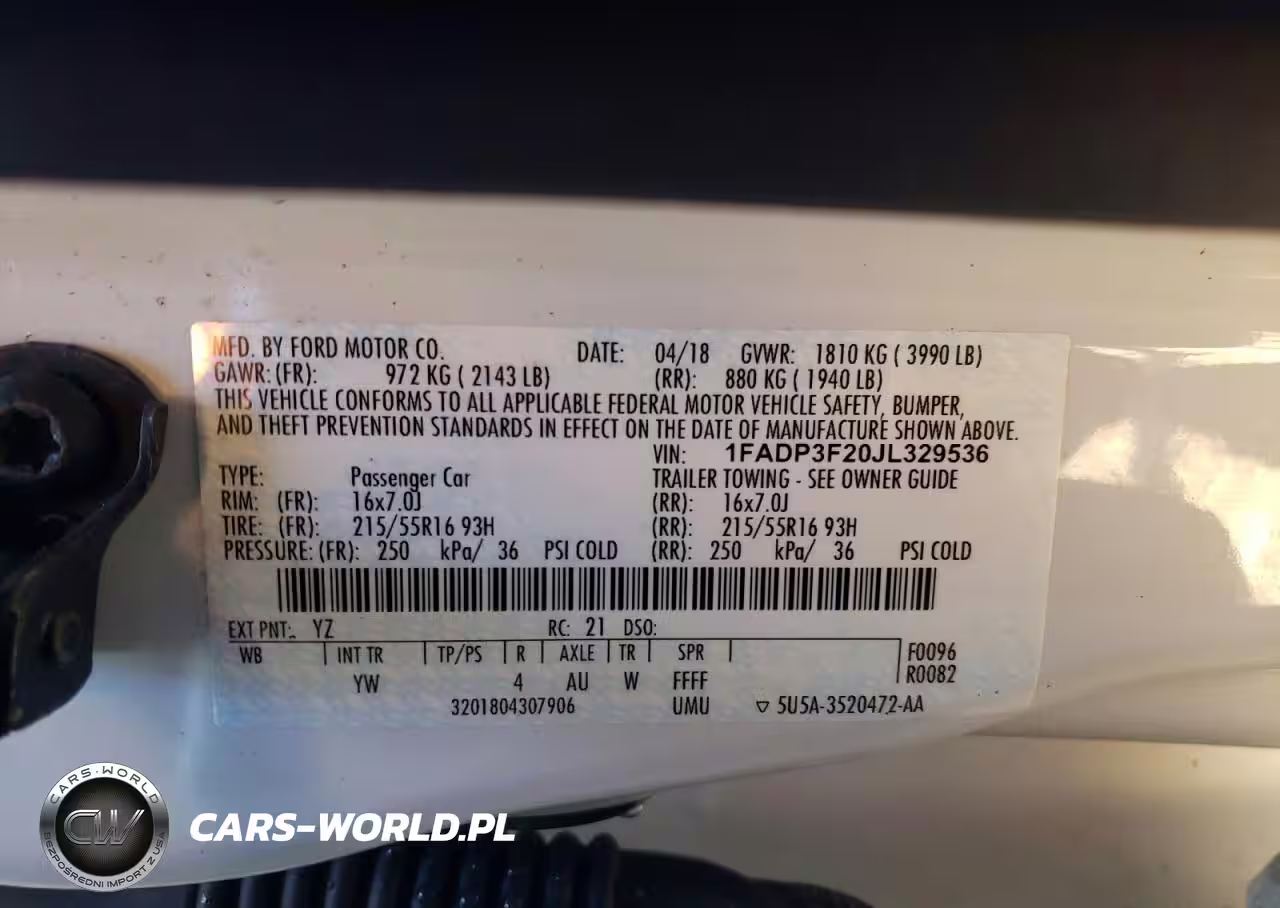 MFD. BY FORD MOTOR CO. DATE: 04/18 GVWR: 1810 KG ( 3990 LB)
GAWR: (FR): 972 KG ( 2143 LB) (RR): 880 KG ( 1940 LB)
THIS VEHICLE CONFORMS TO ALL APPLICABLE FEDERAL MOTOR VEHICLE SAFETY, BUMPER,
AND THEFT PREVENTION STANDARDS IN EFFECT ON THE DATE OF MANUFACTURE SHOWN ABOVE.
VIN: 1FADP3F20JL329536
TYPE: Passenger Car TRAILER TOWING - SEE OWNER GUIDE
RIM: (FR): 16x7.0J (RR): 16x7.0J
TIRE: (FR): 215/55R16 93H (RR): 215/55R16 93H
PRESSURE: (FR): 250 kPa/ 36 PSI COLD (RR): 250 kPa/ 36 PSI COLD
EXT PNT: YZ RC: 21 DSO:
WB INT TR TP/PS R AXLE TR SPR F0096
YW 4 AU W FFFF R0082
3201804307906 UMU ▽ 5U5A-3520472-AA
CARS-WORLD
CW
BEZPOŚREDNI IMPORT Z USA
CARS-WORLD.PL